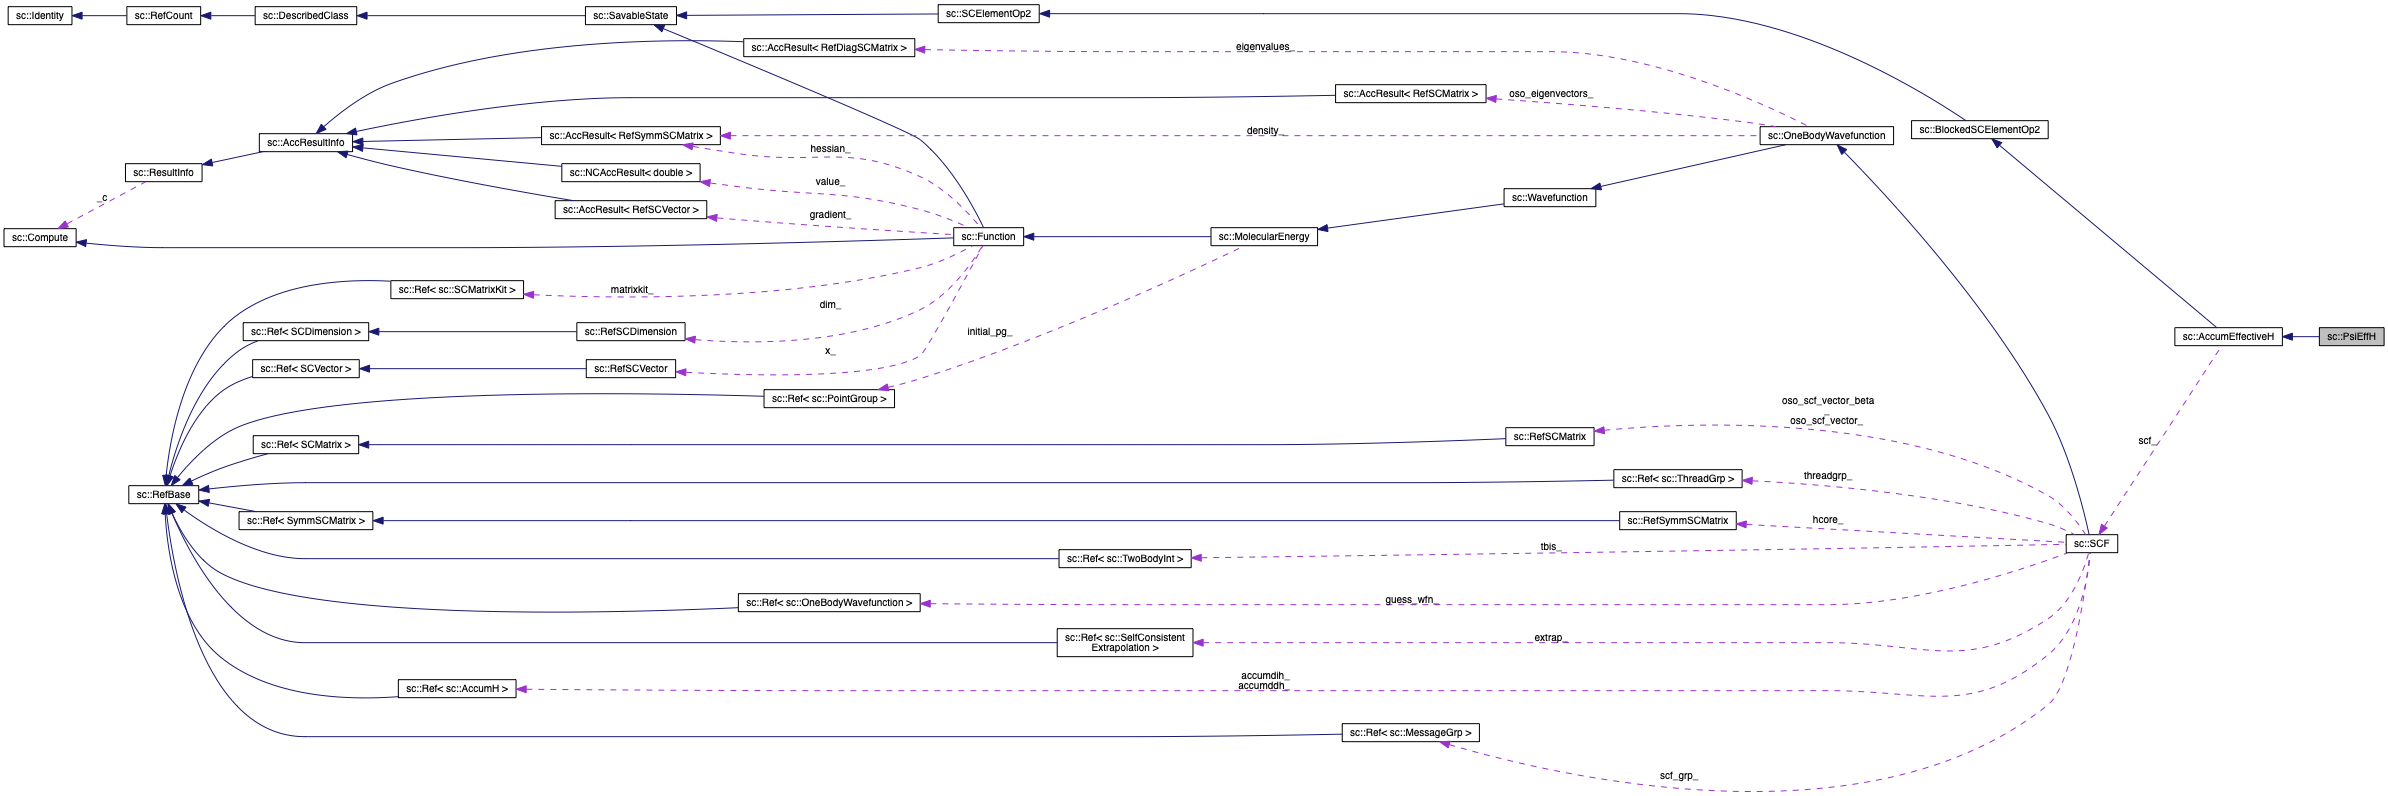 sc::Identity
sc::RefCount
sc::DescribedClass
sc::SavableState
sc::SCElementOp2
sc::AccResult< RefDiagSCMatrix >
eigenvalues_
sc::AccResult< RefSCMatrix >
oso_eigenvectors_
sc::AccResultInfo
sc::AccResult< RefSymmSCMatrix >
density_
sc::OneBodyWavefunction
sc::BlockedSCElementOp2
hessian_
sc::ResultInfo
sc::NCAccResult< double >
value_
_c
sc::AccResult< RefSCVector >
gradient_
sc::Wavefunction
sc::Compute
sc::Function
sc::MolecularEnergy
sc::Ref< sc::SCMatrixKit >
matrixkit_
dim_
sc::Ref< SCDimension >
sc::RefSCDimension
initial_pg_
sc::AccumEffectiveH
sc::PsiEffH
x_
sc::Ref< SCVector >
sc::RefSCVector
sc::Ref< sc::PointGroup >
oso_scf_vector_beta
_
oso_scf_vector_
sc::Ref< SCMatrix >
sc::RefSCMatrix
scf_
sc::RefBase
sc::Ref< sc::ThreadGrp >
threadgrp_
sc::Ref< SymmSCMatrix >
sc::RefSymmSCMatrix
hcore_
sc::SCF
sc::Ref< sc::TwoBodyInt >
tbis_
sc::Ref< sc::OneBodyWavefunction >
guess_wfn_
sc::Ref< sc::SelfConsistent
Extrapolation >
extrap_
sc::Ref< sc::AccumH >
accumdih_
accumddh_
sc::Ref< sc::MessageGrp >
scf_grp_